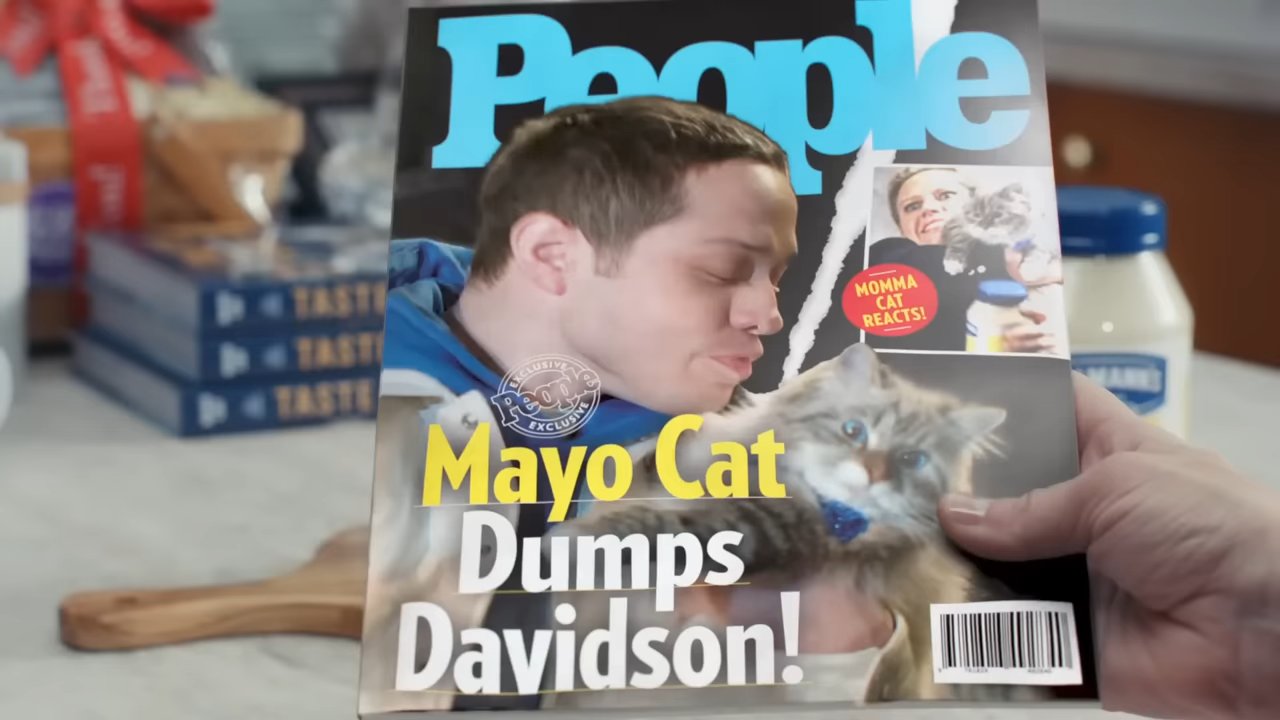 People
MOMMA
CAT
REACTS!
EXCLUSIVE
People
EXCLUSIVE
Mayo Cat
Dumps
Davidson!
TASTE
TASTE
TASTE